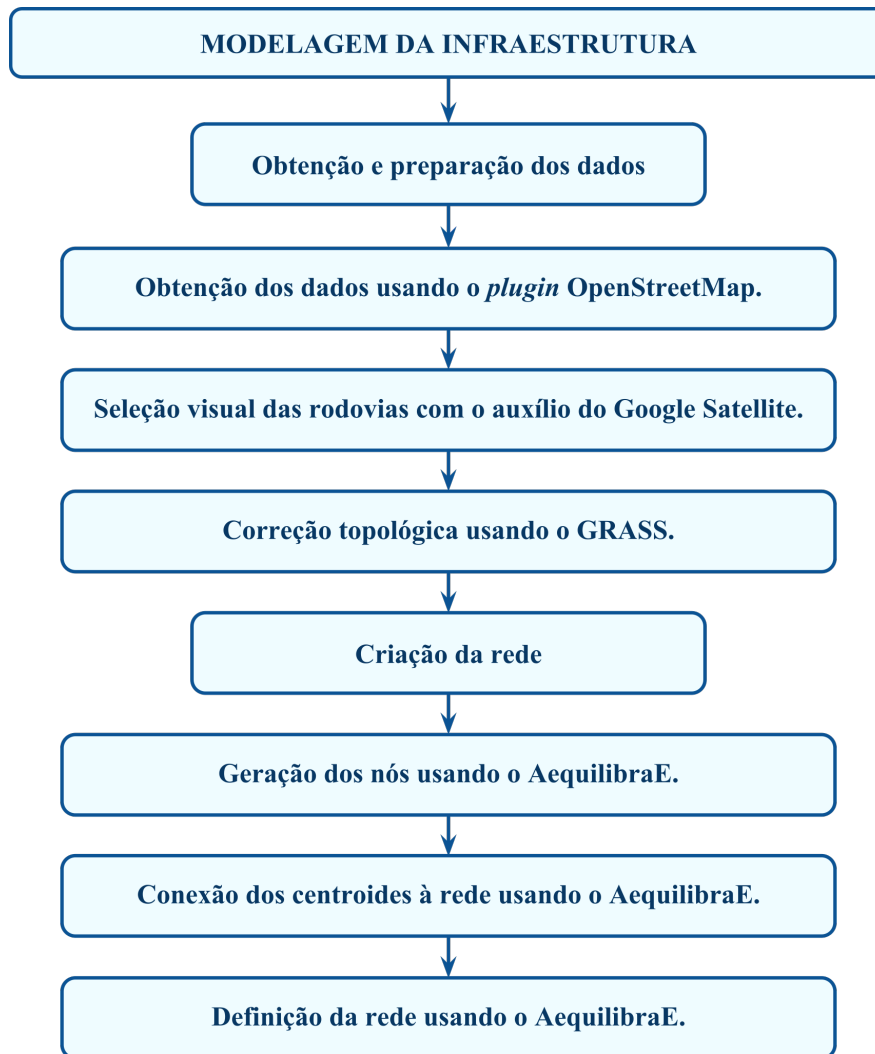 MODELAGEM DA INFRAESTRUTURA
Obtenção e preparação dos dados
Obtenção dos dados usando o plugin OpenStreetMap.
Seleção visual das rodovias com o auxílio do Google Satellite.
Correção topológica usando o GRASS.
Criação da rede
Geração dos nós usando o AequilibraE.
Conexão dos centroides à rede usando o AequilibraE.
Definição da rede usando o AequilibraE.